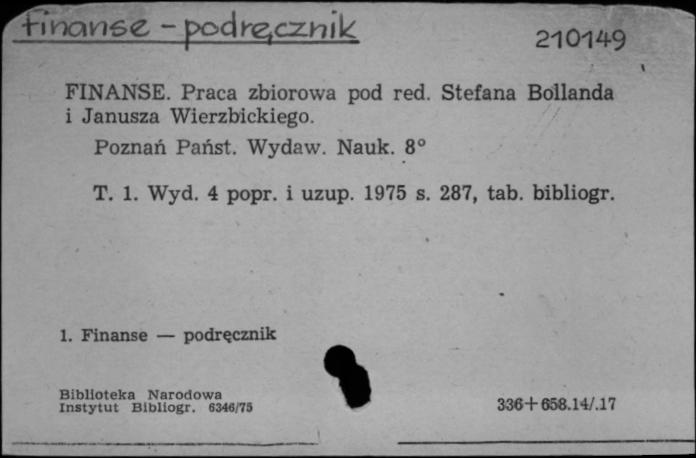 finanse - podręcznik
210149
FINANSE. Praca zbiorowa pod red. Stefana Bollanda
i Janusza Wierzbickiego.
Poznań Państ. Wydaw. Nauk. 8°
T. 1. Wyd. 4 popr. i uzup. 1975 s. 287, tab. bibliogr.
1. Finanse — podręcznik
Biblioteka Narodowa
Instytut Bibliogr. 6346/75
336+658.14/.17